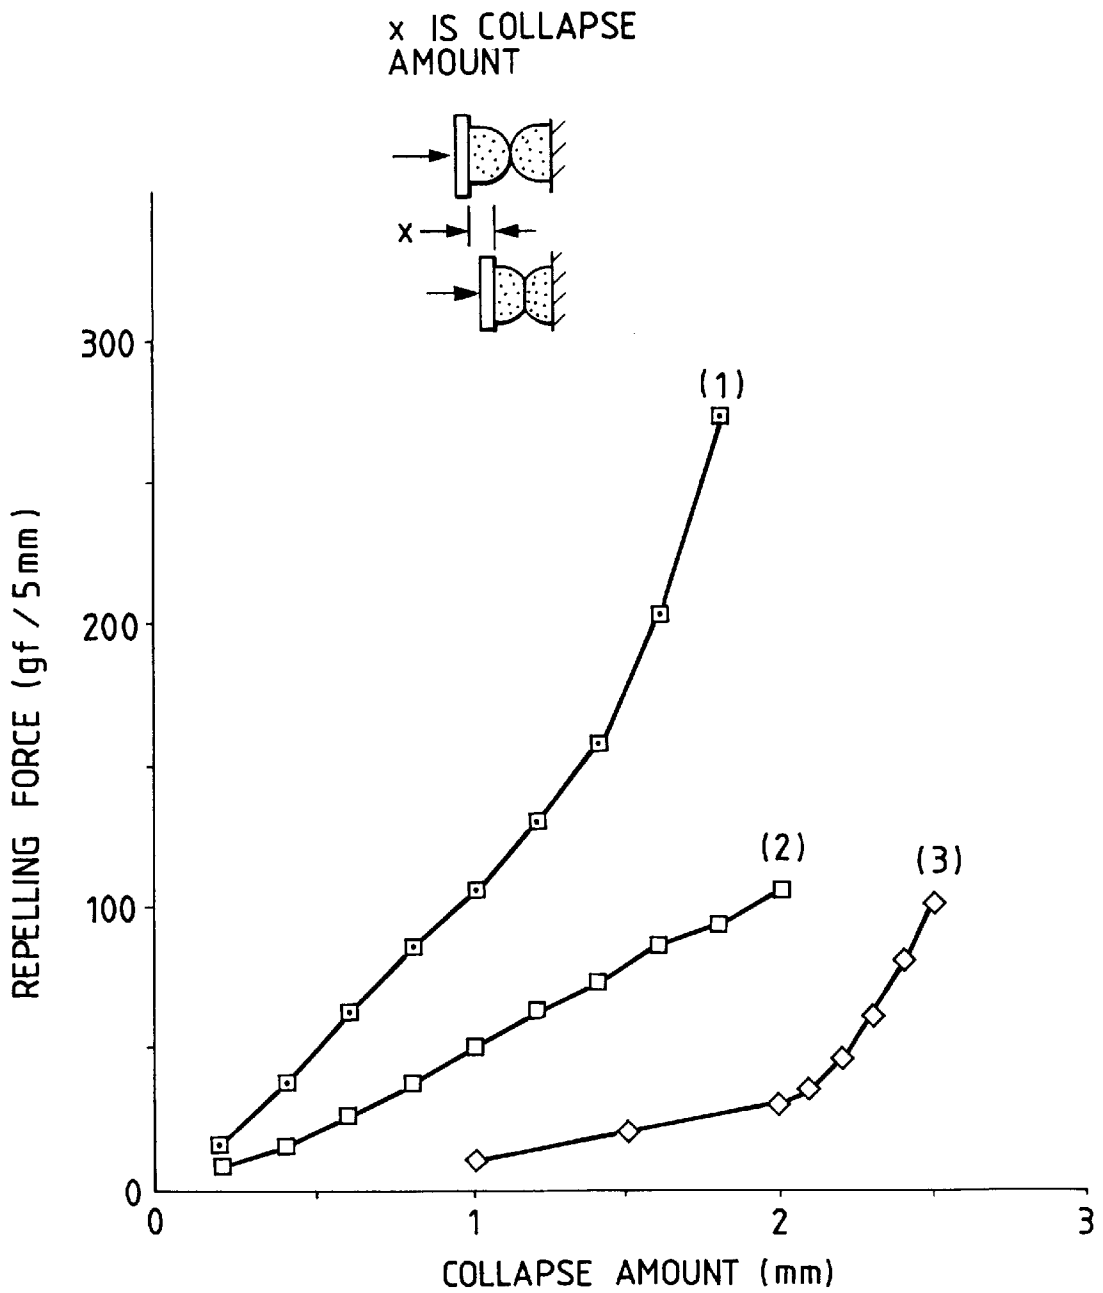 x IS COLLAPSE
AMOUNT
x
300
200
100
0
(1)
(2)
(3)
REPELLING FORCE (gf / 5mm)
0 1 2 3
COLLAPSE AMOUNT (mm)